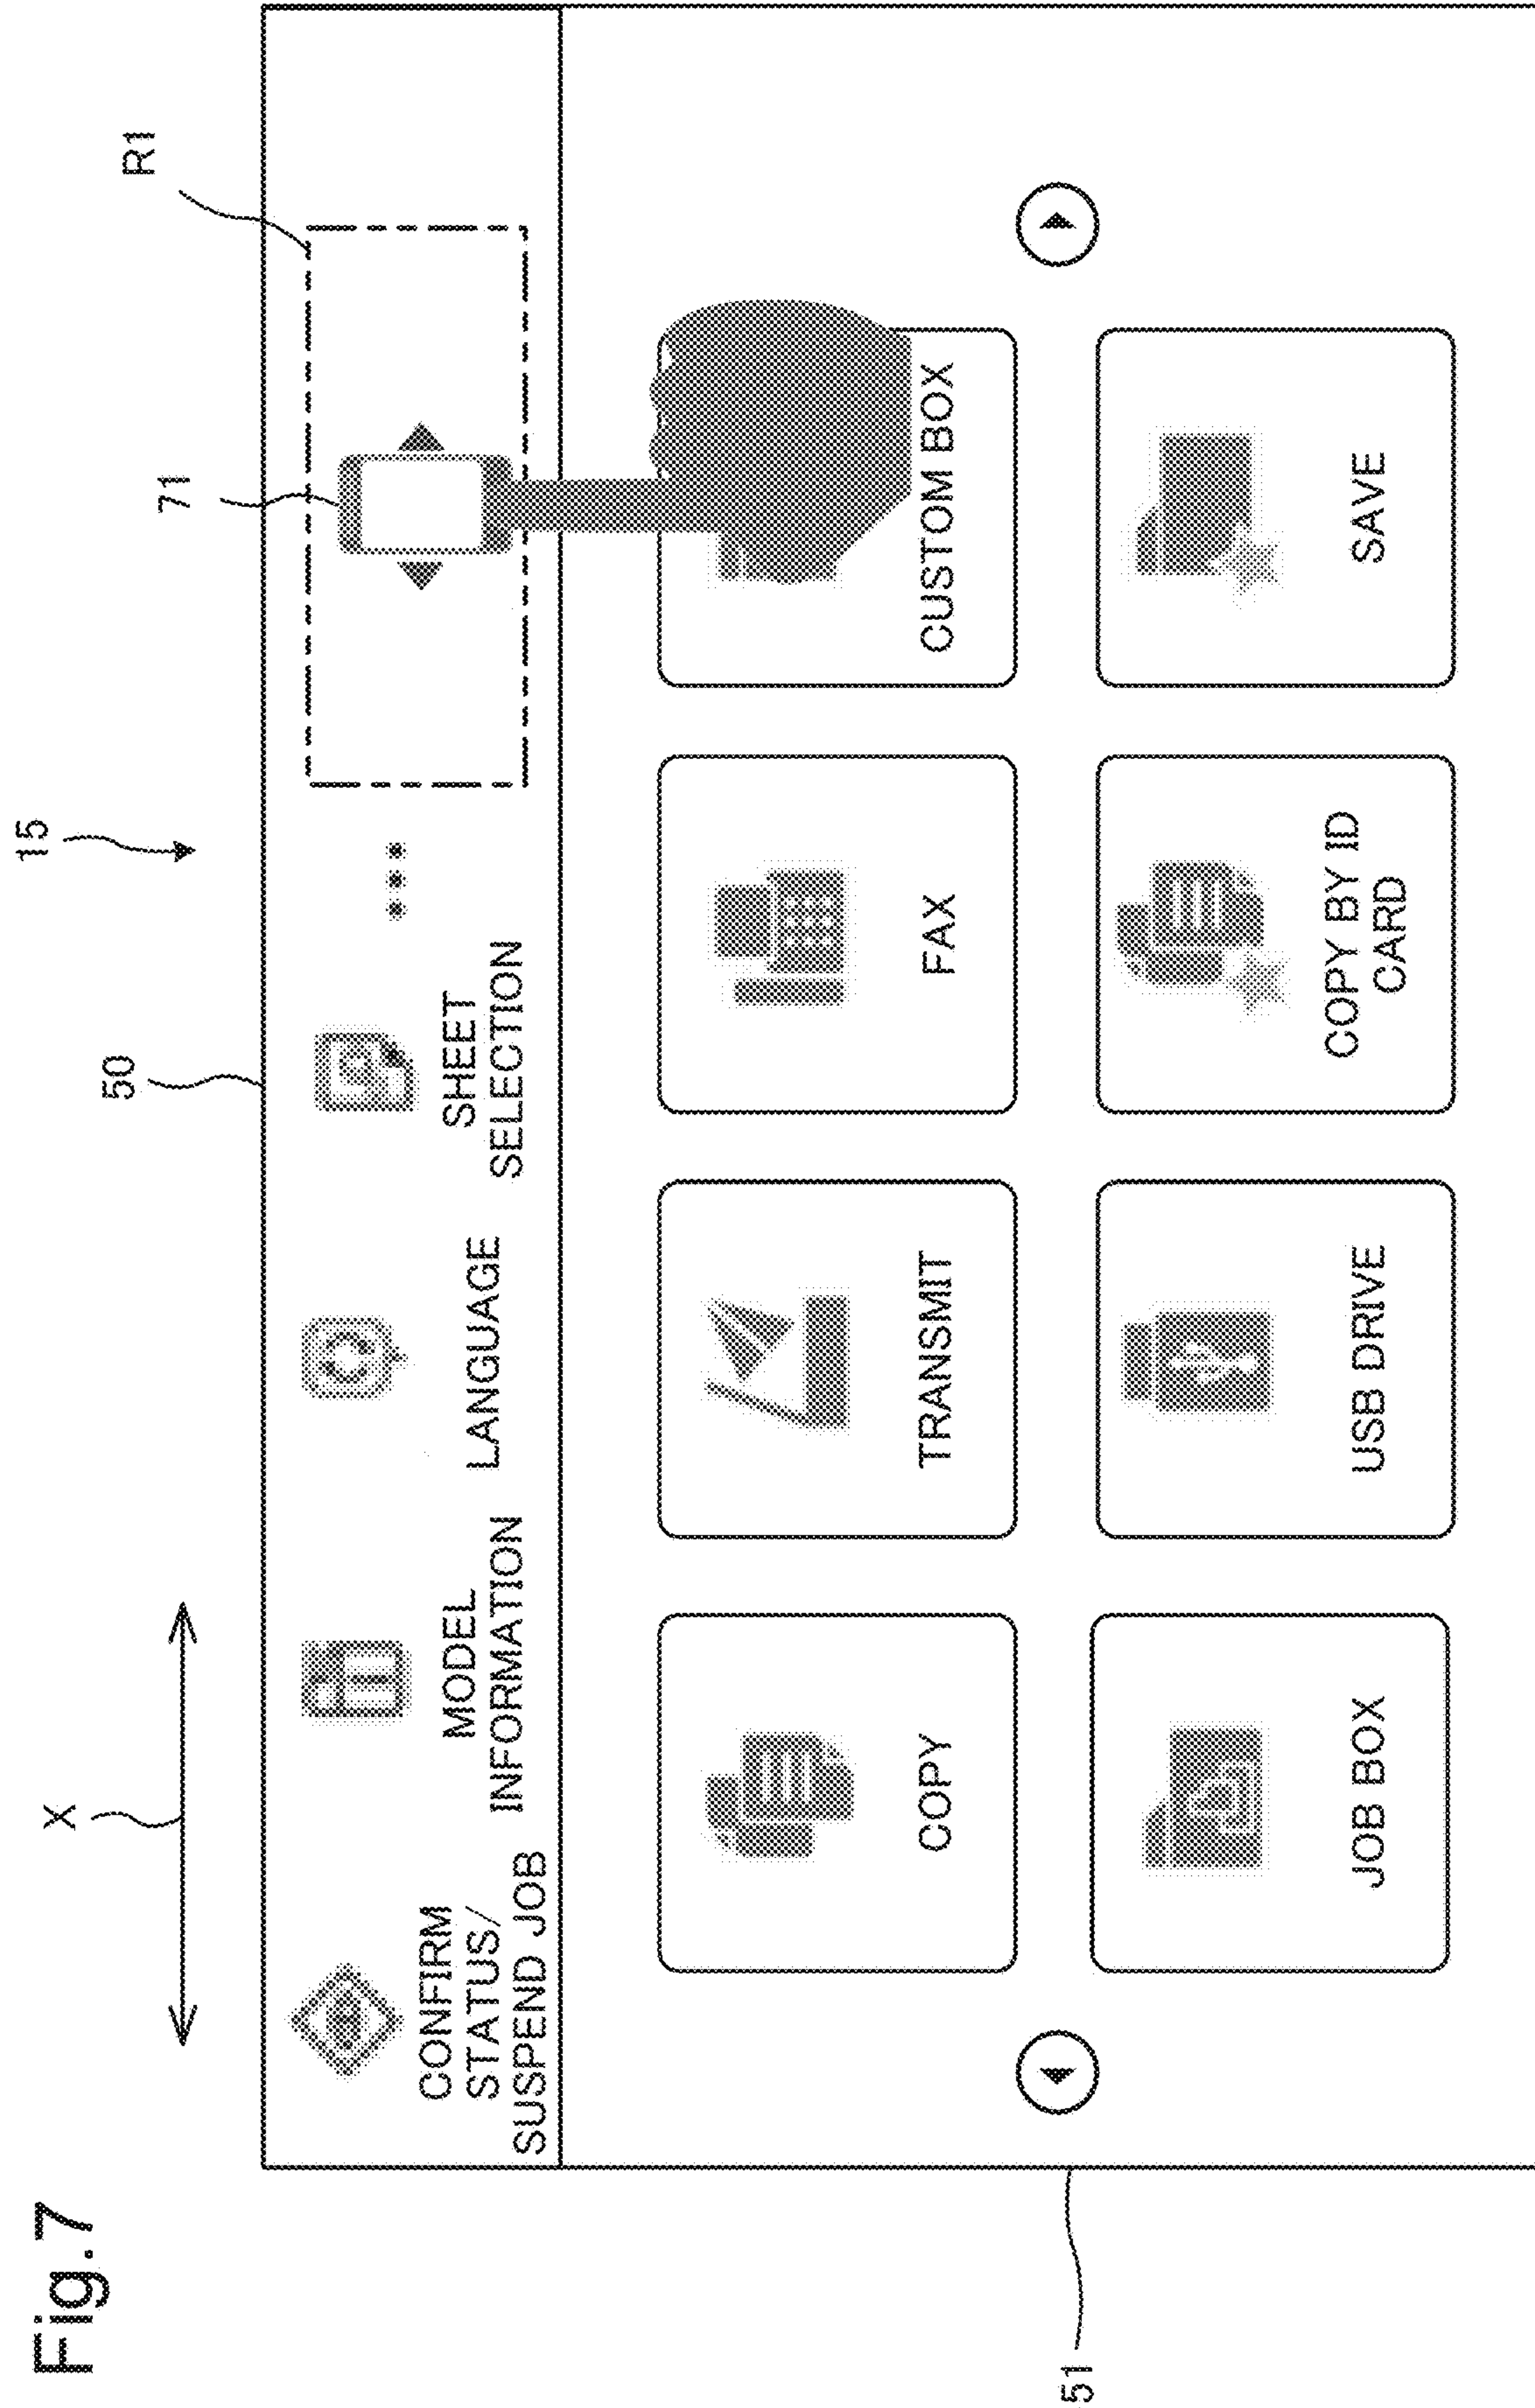 Fig.7
X
15
R1
71
50
CONFIRM
STATUS/
SUSPEND JOB
MODEL
INFORMATION
LANGUAGE
SHEET
SELECTION
...
51
COPY
TRANSMIT
FAX
CUSTOM BOX
JOB BOX
USB DRIVE
COPY BY ID
CARD
SAVE